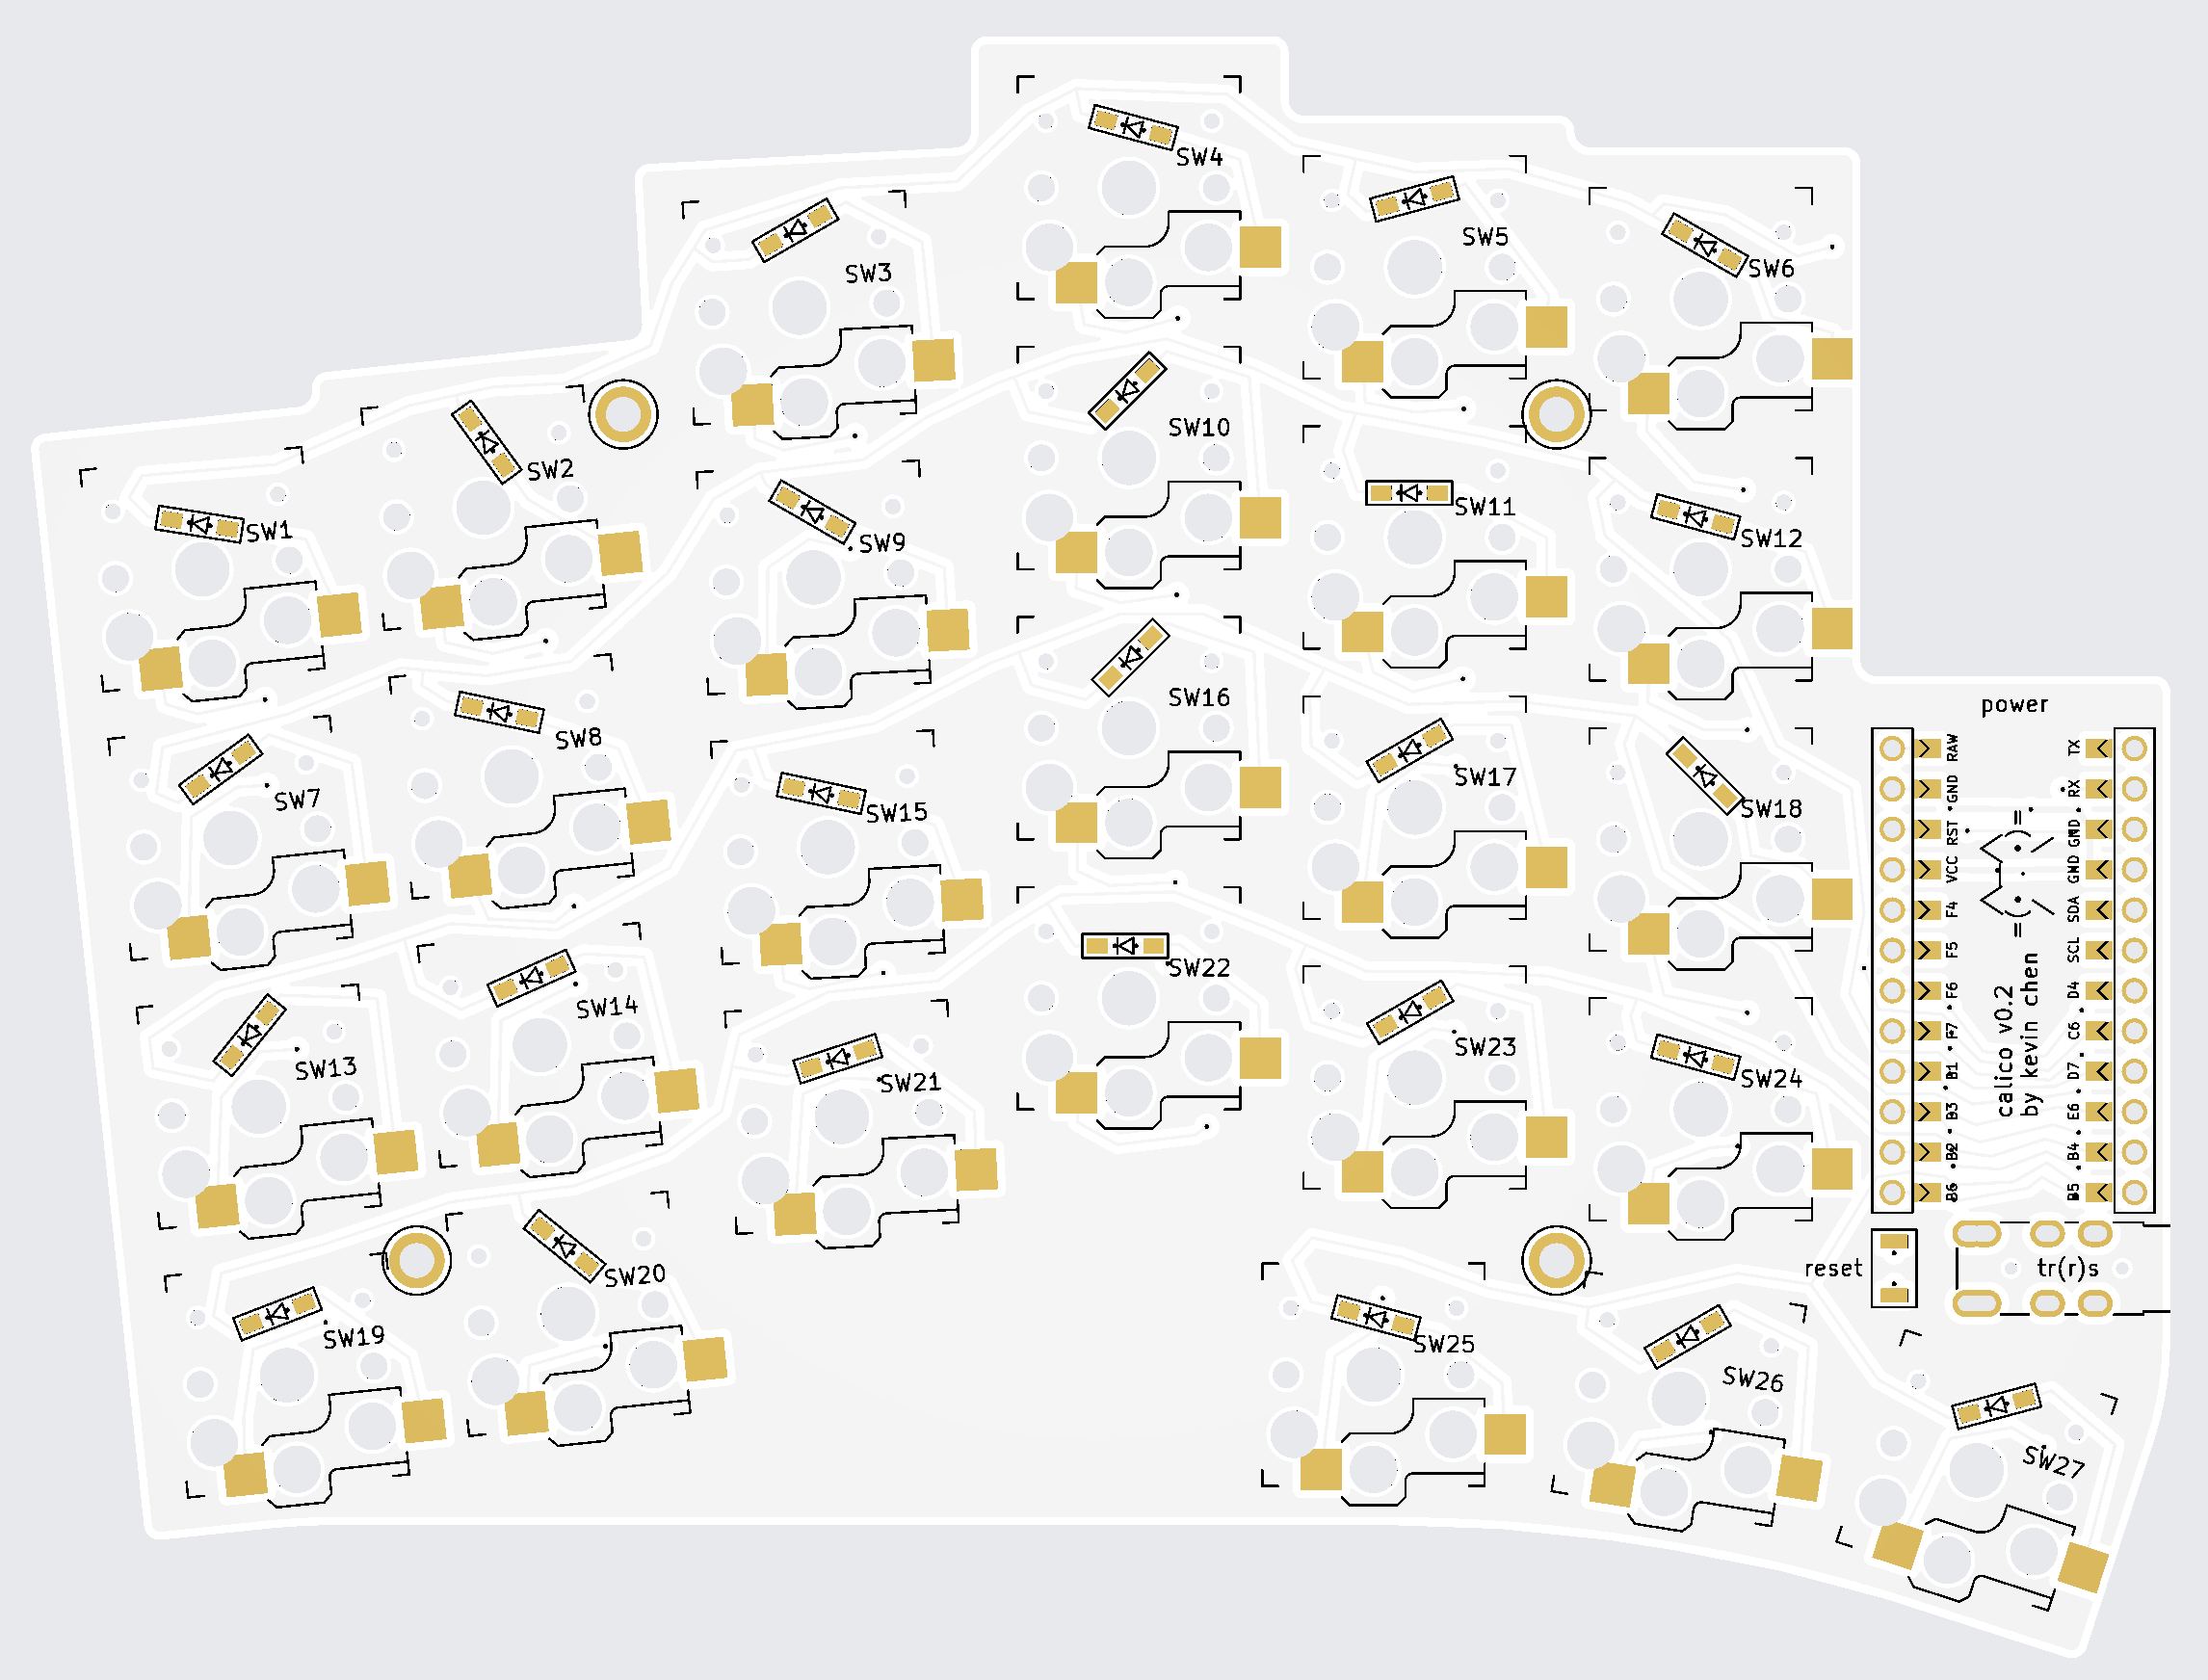 SW4
SW5
SW3
SW6
SW10
SW2
SW11
SW1
SW9
SW12
SW16
power
SW8
SW17
SW7
SW15
SW18
SW22
SW14
SW23
SW13
SW21
SW24
RAW
GND
RST
VCC
F4
F5
F6
F7
B1
B3
B2
B6
=(^.^)=
calico v0.2
by kevin chen
TX
RX
GND
GND
SDA
SCL
D4
C6
D7
E6
B4
B5
reset
tr(r)s
SW20
SW19
SW25
SW26
SW27